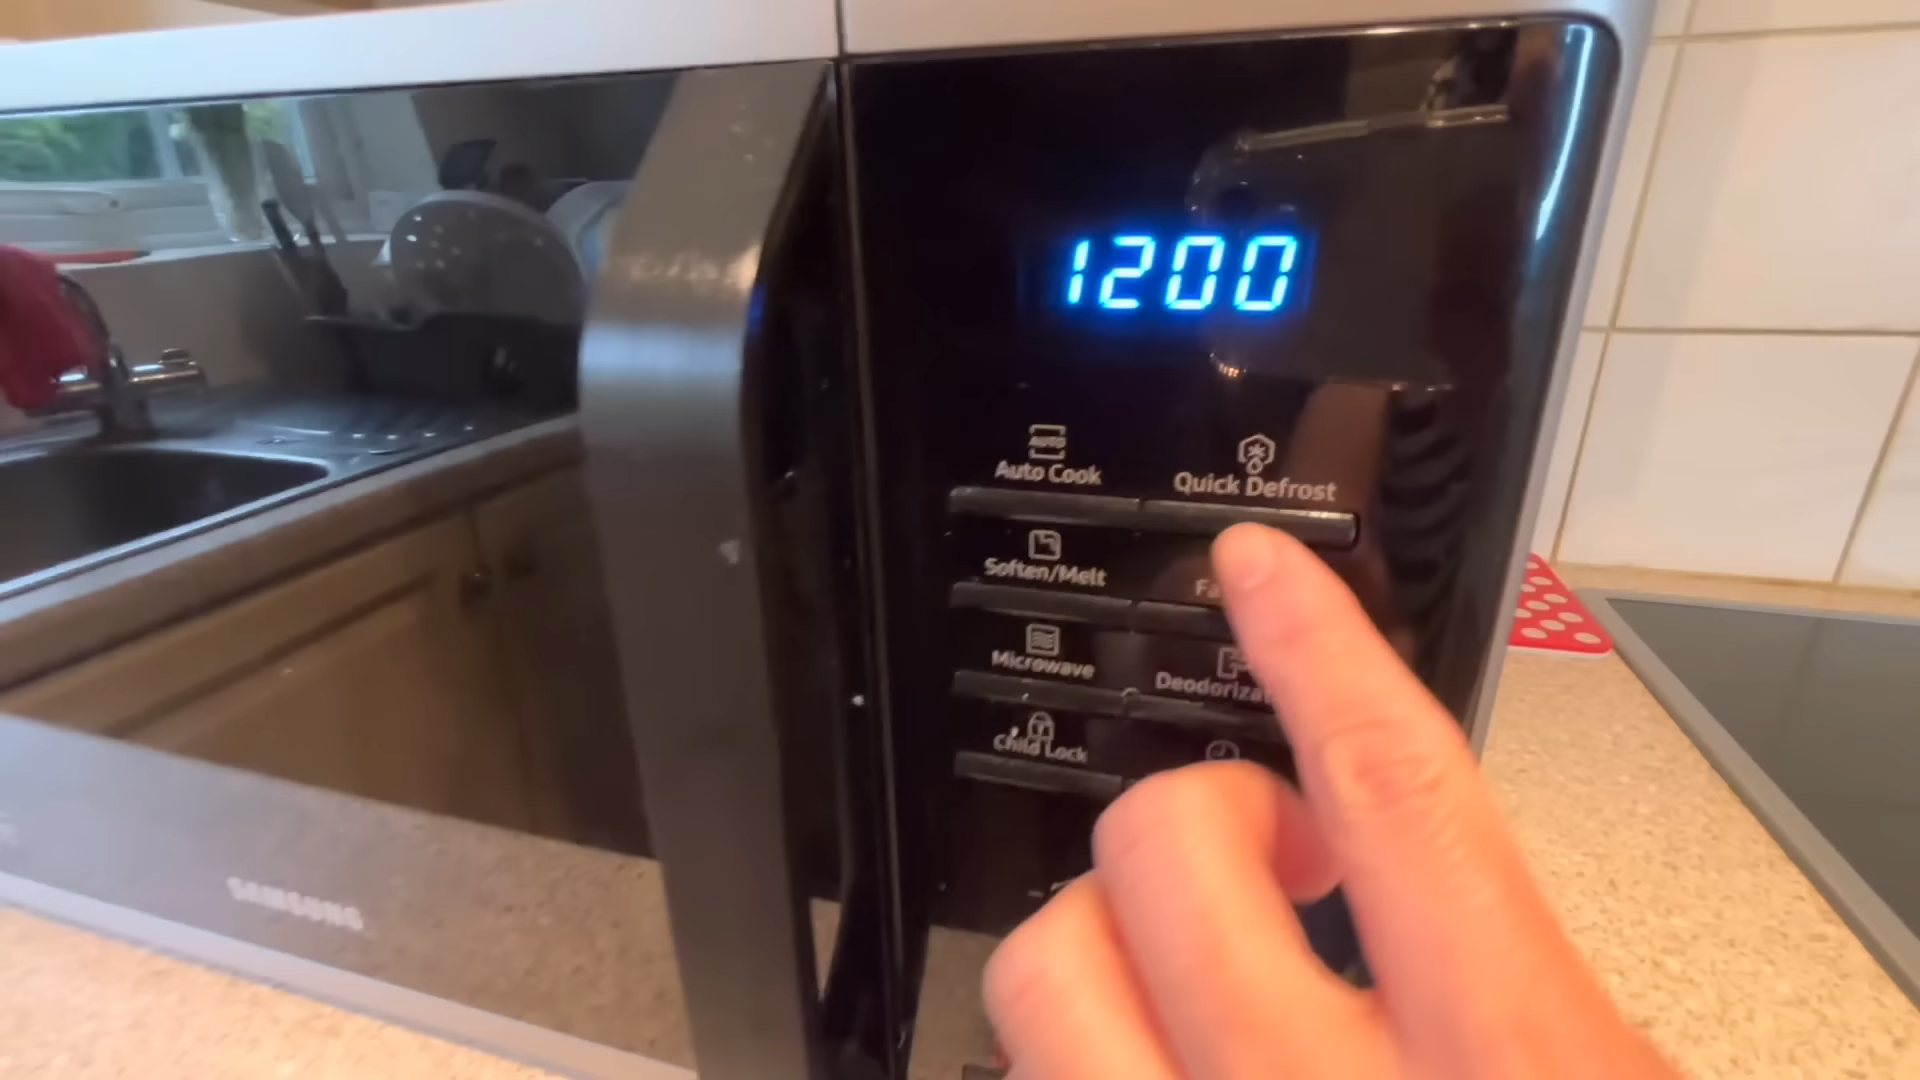 1200
AUTO
Auto Cook
Quick Defrost
Soften/Melt
Microwave
Child Lock
SAMSUNG